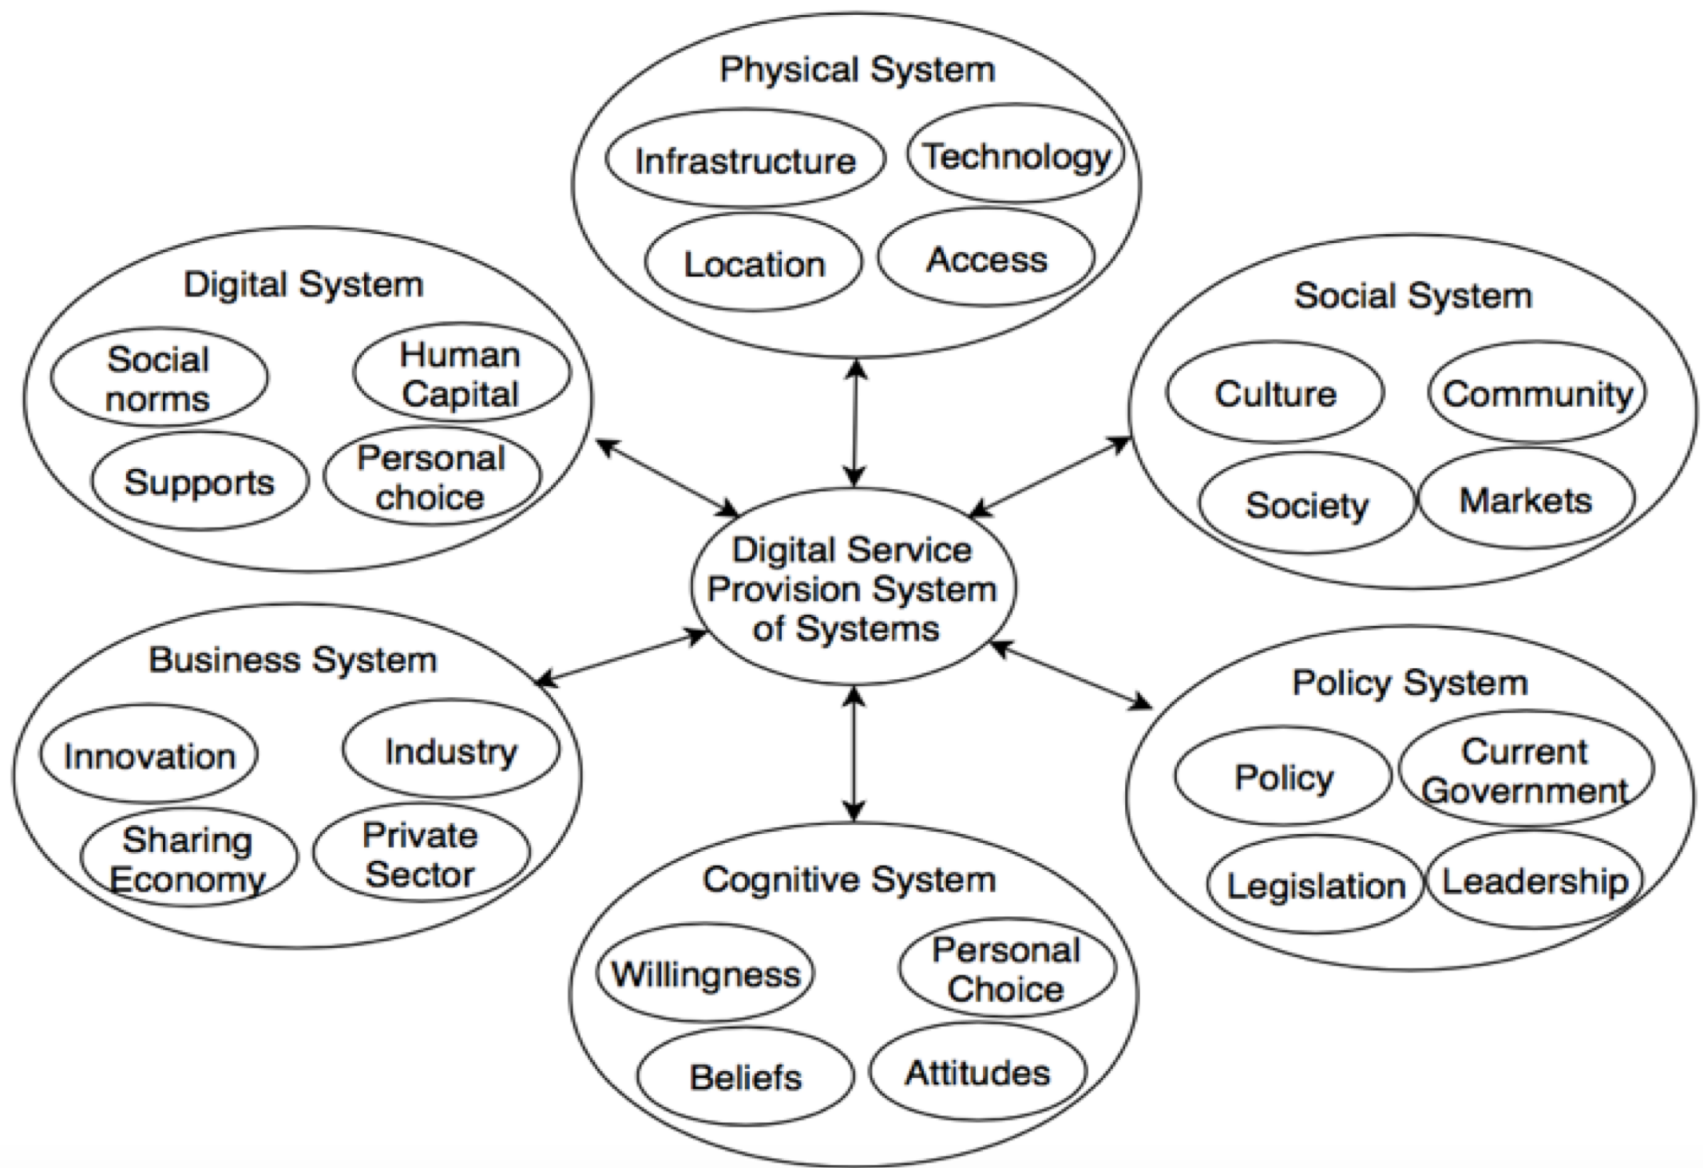 Physical System
Infrastructure
Technology
Location
Access
Digital System
Social
norms
Human
Capital
Supports
Personal
choice
Social System
Culture
Community
Society
Markets
Digital Service
Provision System
of Systems
Business System
Innovation
Industry
Sharing
Economy
Private
Sector
Policy System
Policy
Current
Government
Legislation
Leadership
Cognitive System
Willingness
Personal
Choice
Beliefs
Attitudes